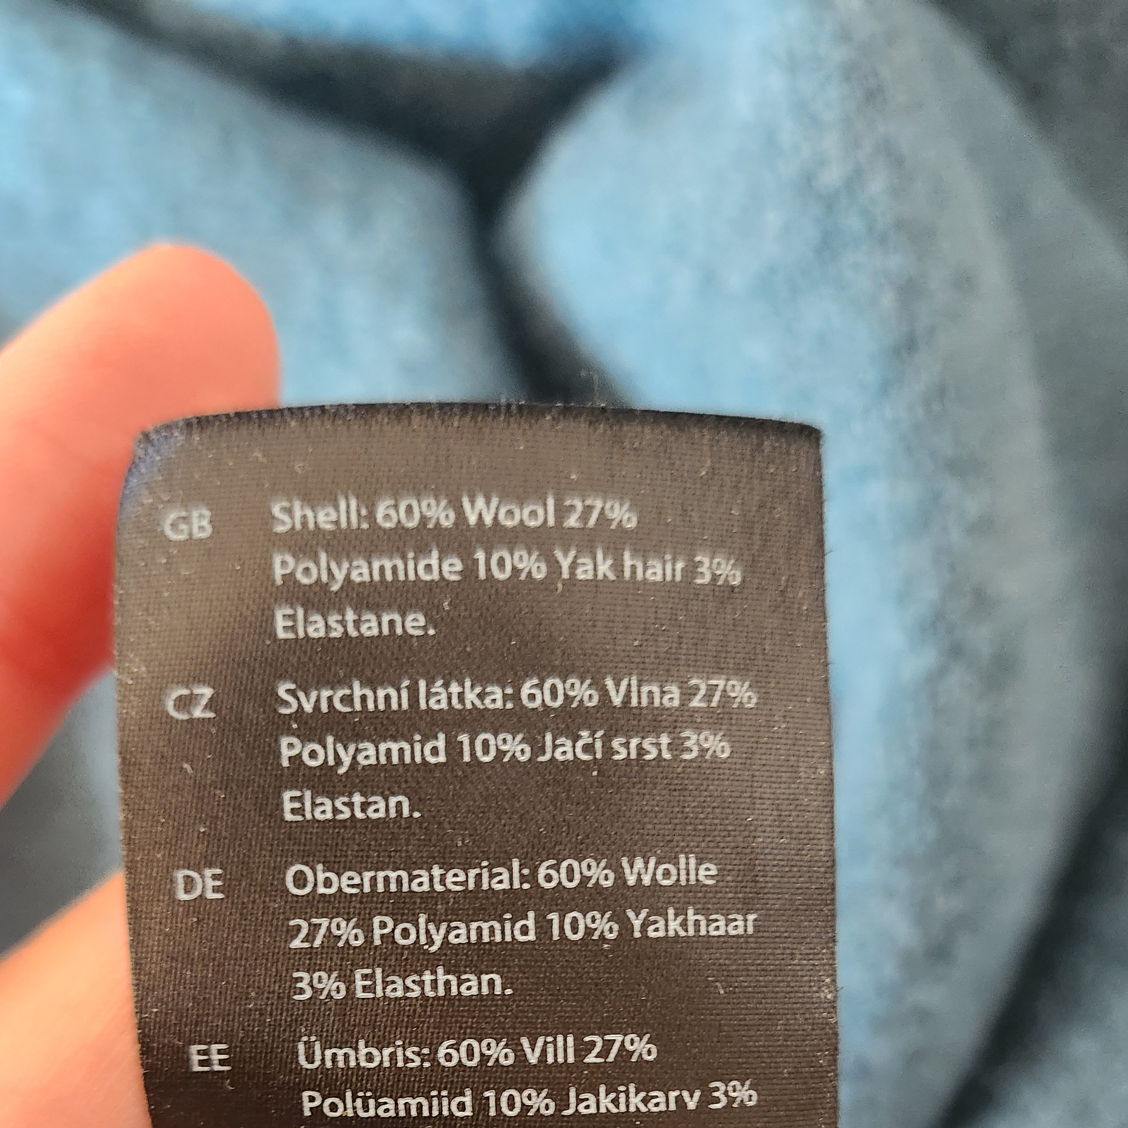 GB Shell: 60% Wool 27%
Polyamide 10% Yak hair 3%
Elastane.
CZ Svrchní látka: 60% Vlna 27%
Polyamid 10% Jačí srst 3%
Elastan.
DE Obermaterial: 60% Wolle
27% Polyamid 10% Yakhaar
3% Elasthan.
EE Ümbris: 60% Vill 27%
Polüamiid 10% Jakikarv 3%